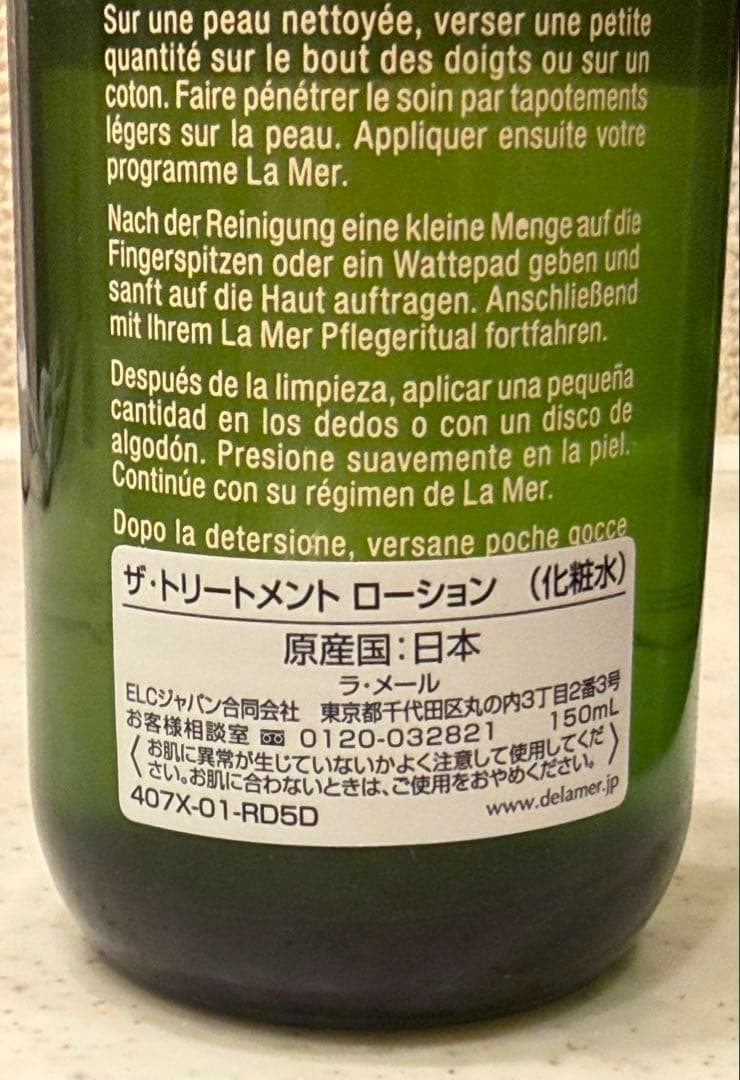 Sur une peau nettoyée, verser une petite
quantité sur le bout des doigts ou sur un
coton. Faire pénétrer le soin par tapotements
légers sur la peau. Appliquer ensuite votre
programme La Mer.
Nach der Reinigung eine kleine Menge auf die
Fingerspitzen oder ein Wattepad geben und
sanft auf die Haut auftragen. Anschließend
mit Ihrem La Mer Pflegeritual fortfahren.
Después de la limpieza, aplicar una pequeña
cantidad en los dedos o con un disco de
algodón. Presione suavemente en la piel.
Continúe con su régimen de La Mer.
Dopo la detersione, versane poche gocce
ザ・トリートメント ローション (化粧水)
原産国:日本
ラ・メール
ELCジャパン合同会社 東京都千代田区丸の内3丁目2番3号
お客様相談室 0120-032821 150mL
〈お肌に異常が生じていないかよく注意して使用してくだ
さい。お肌に合わないときは、ご使用をおやめください。〉
407X-01-RD5D www.delamer.jp